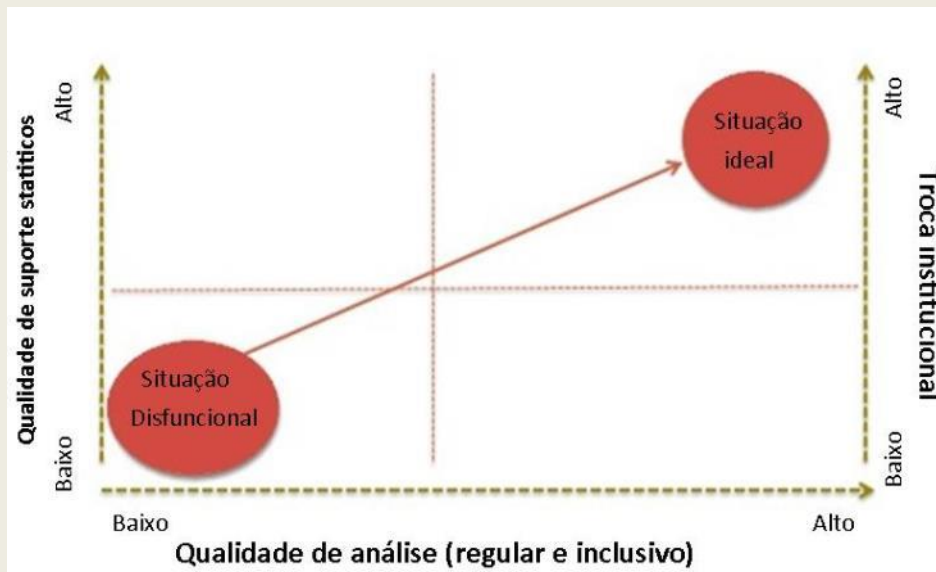 Alto
Qualidade de suporte statiticos
Baixo
Situação
ideal
Situação
Disfuncional
Alto
Troca institucional
Baixo
Baixo
Alto
Qualidade de análise (regular e inclusivo)